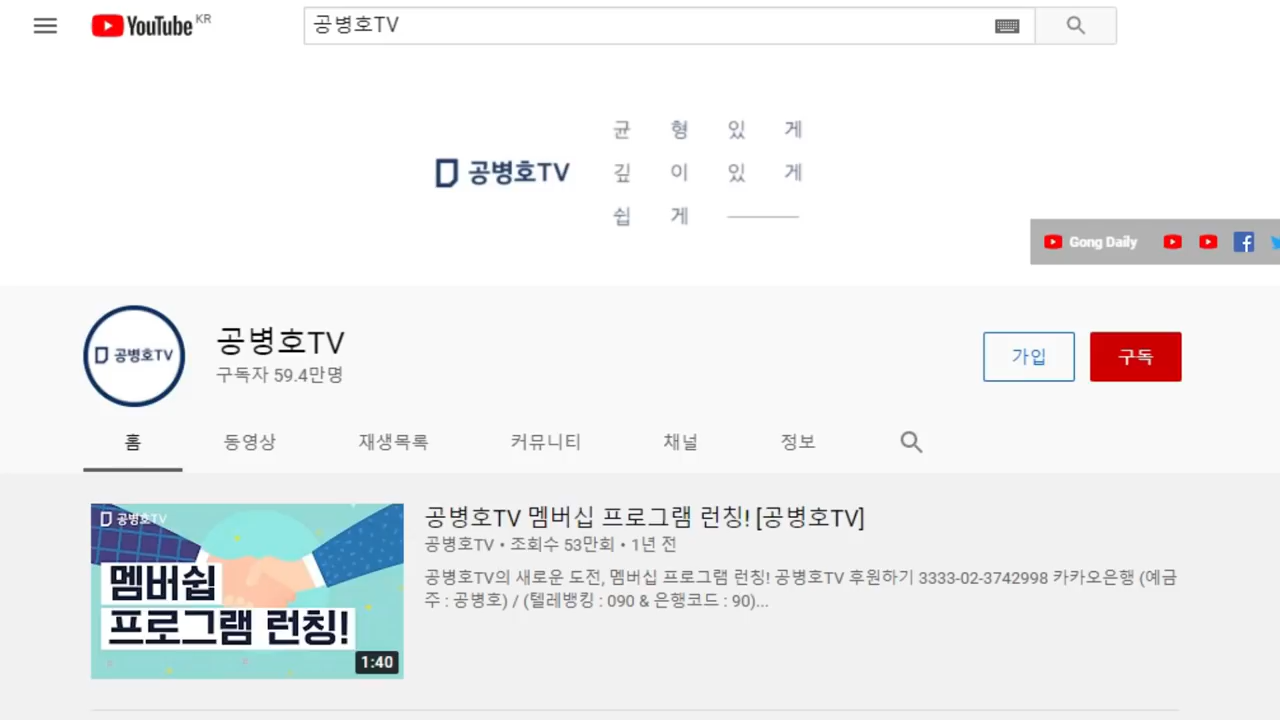 YouTube KR
공병호TV
공병호TV
균형있게
깊이있게
쉽게
Gong Daily
공병호TV
공병호TV
구독자 59.4만명
가입
구독
홈
동영상
재생목록
커뮤니티
채널
정보
공병호TV
멤버쉽
프로그램 런칭!
1:40
공병호TV 멤버십 프로그램 런칭! [공병호TV]
공병호TV • 조회수 53만회 • 1년 전
공병호TV의 새로운 도전, 멤버십 프로그램 런칭! 공병호TV 후원하기 3333-02-3742998 카카오은행 (예금
주 : 공병호) / (텔레뱅킹 : 090 & 은행코드 : 90)...